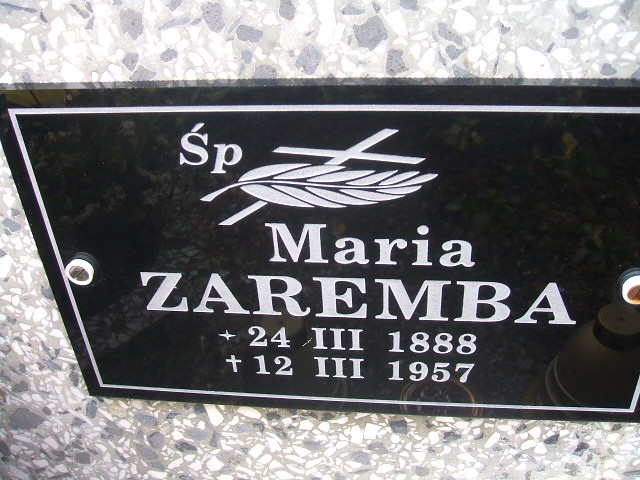 Śp
Maria
ZAREMBA
24 III 1888
† 12 III 1957